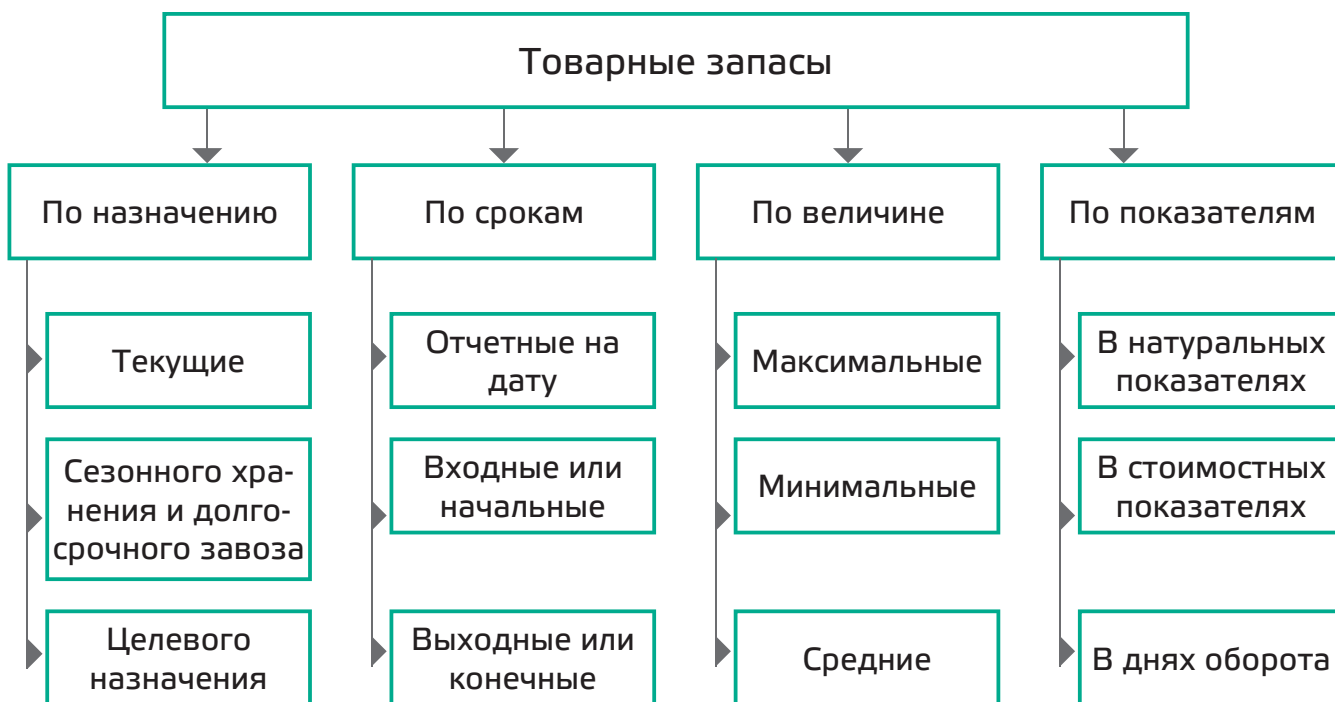 Товарные запасы
По назначению
По срокам
По величине
По показателям
Текущие
Отчетные на
дату
Максимальные
В натуральных
показателях
Сезонного хра-
нения и долго-
срочного завоза
Входные или
начальные
Минимальные
В стоимостных
показателях
Целевого
назначения
Выходные или
конечные
Средние
В днях оборота